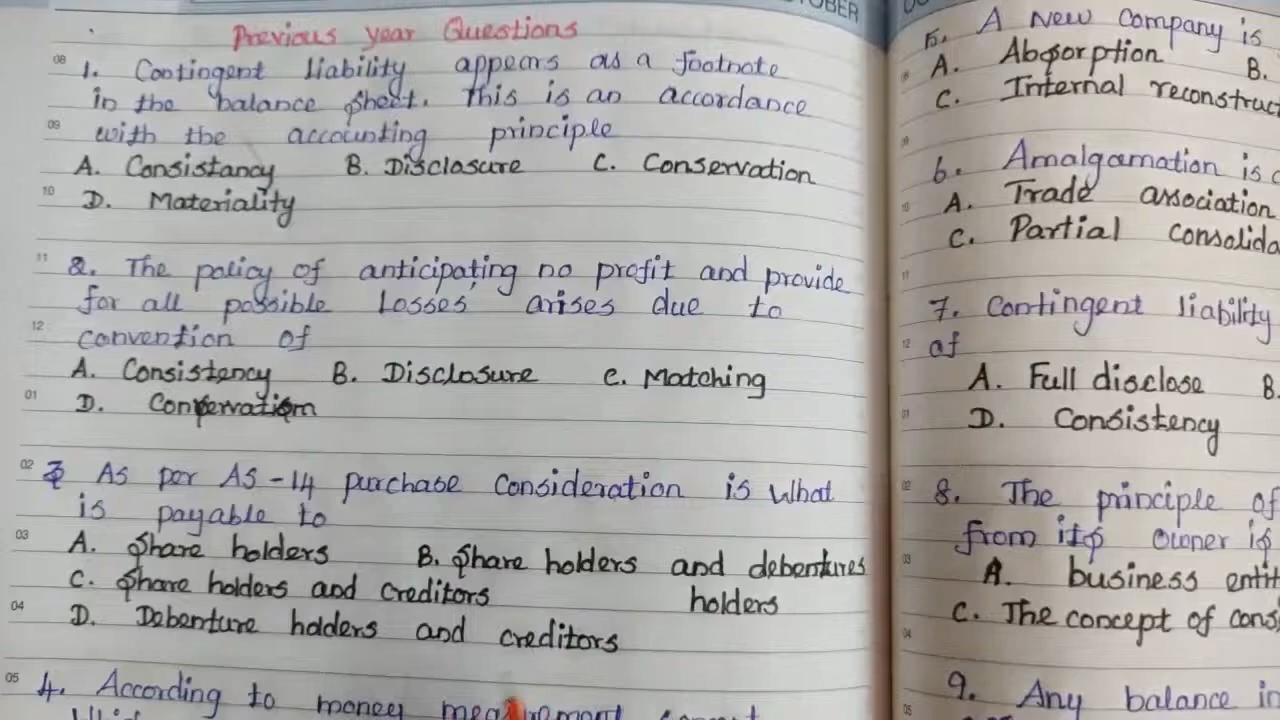 OCTOBER
Previous year Questions
1. Contingent liability appears as a footnote
in the balance sheet. This is an accordance
with the accounting principle
A. Consistancy B. Disclosure C. Conservation
D. Materiality
2. The policy of anticipating no profit and provide
for all possible Losses arises due to
convention of
A. Consistency B. Disclosure C. Matching
D. Conservation
3 As per AS-14 purchase consideration is what
is payable to
A. Share holders B. Share holders and debentures
holders
C. Share holders and creditors
D. Debenture holders and creditors
4. According to money measurement
5. A New Company is
A. Absorption B.
C. Internal reconstruc
6. Amalgamation is
A. Trade association
C. Partial consolida
7. Contingent liability
of
A. Full disclose B.
D. Consistency
8. The principle of
from its owner is
A. business entit
C. The concept of cons
9. Any balance in